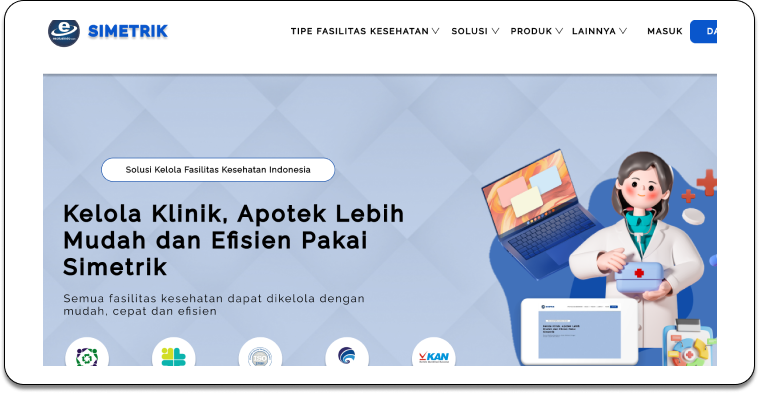 SIMETRIK
TIPE FASILITAS KESEHATAN
SOLUSI
PRODUK
LAINNYA
MASUK
DA
Solusi Kelola Fasilitas Kesehatan Indonesia
Kelola Klinik, Apotek Lebih
Mudah dan Efisien Pakai
Simetrik
Semua fasilitas kesehatan dapat dikelola dengan
mudah, cepat dan efisien
ISO
KAN